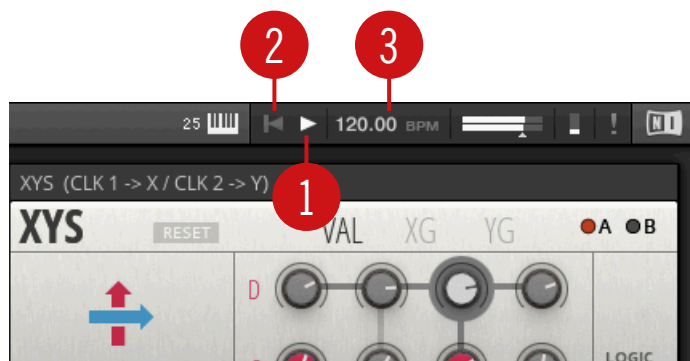 2 3
25 120.00 BPM ! NI
XYS (CLK 1 -> X / CLK 2 -> Y)
1
XYS RESET VAL XG YG A B
D
LOGIC